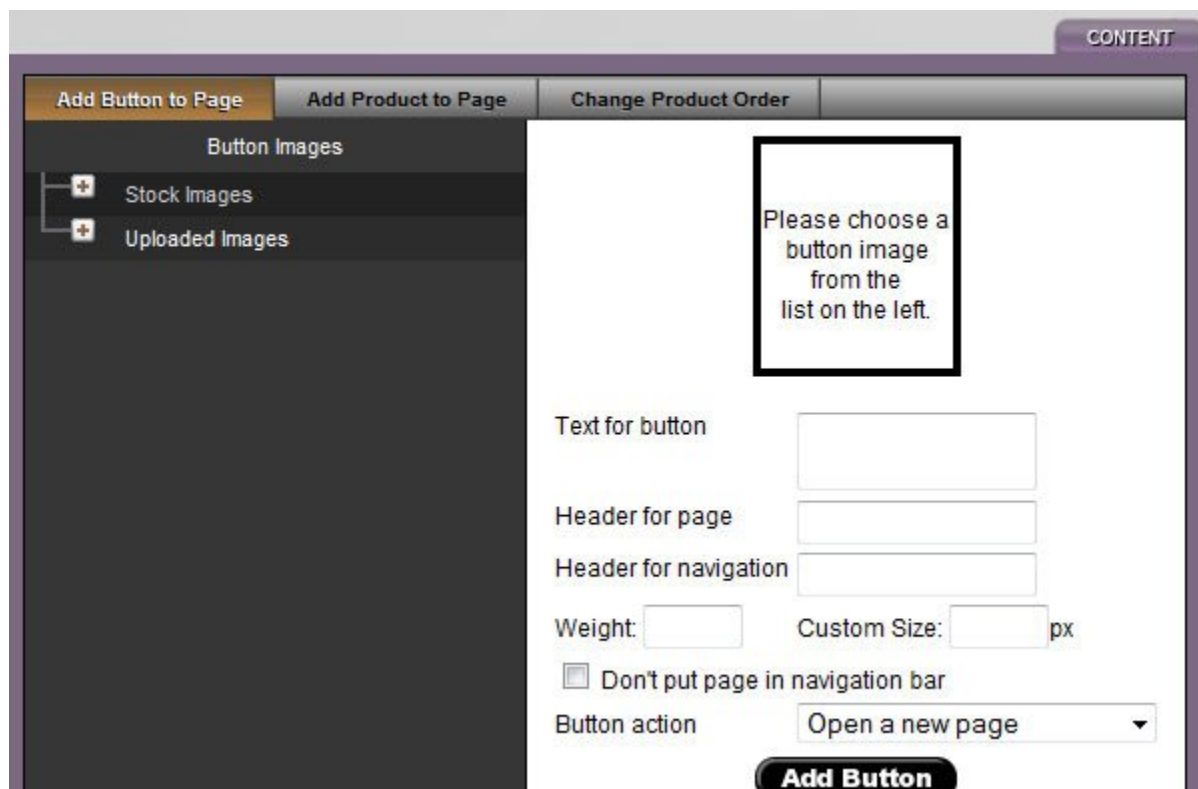 CONTENT
Add Button to Page
Add Product to Page
Change Product Order
Button Images
Stock Images
Uploaded Images
Please choose a
button image
from the
list on the left.
Text for button
Header for page
Header for navigation
Weight:
Custom Size:
px
Don't put page in navigation bar
Button action
Open a new page
Add Button